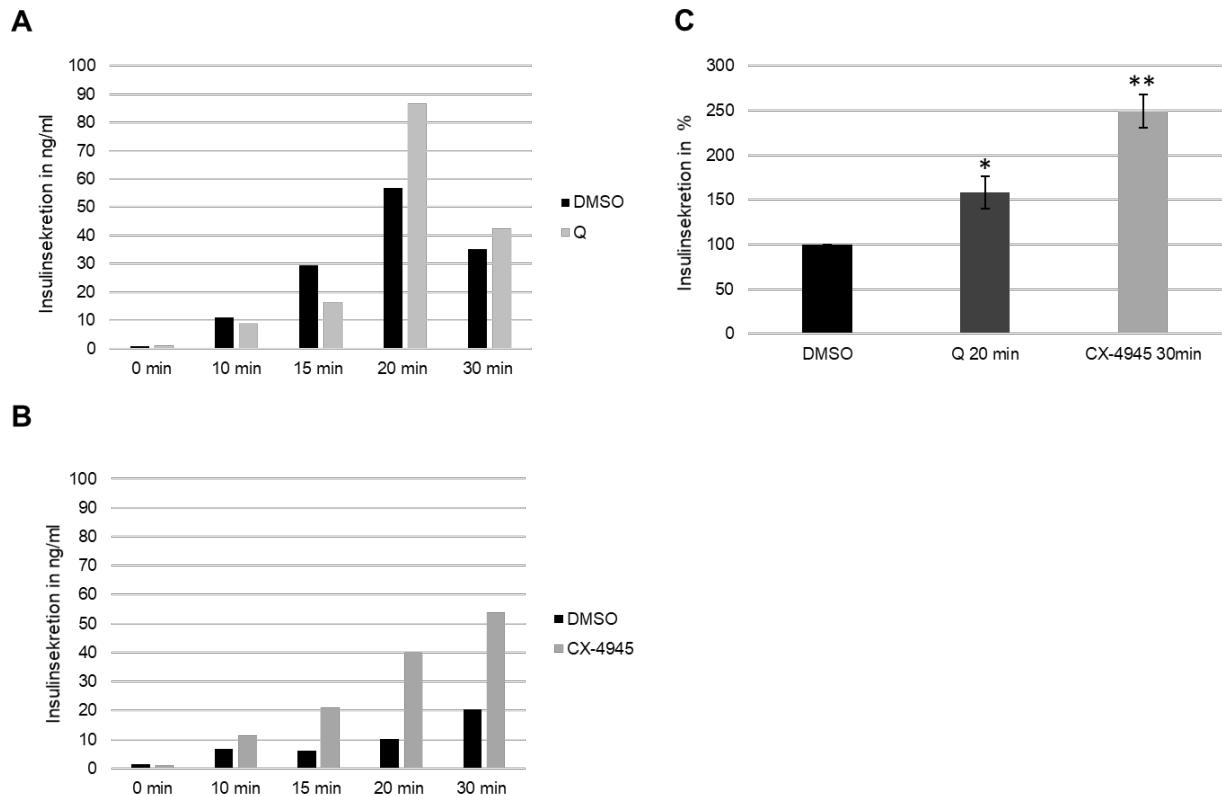 A
Insulinsekretion in ng/ml
100
90
80
70
60
50
40
30
20
10
0
0 min 10 min 15 min 20 min 30 min
DMSO
Q
C
Insulinsekretion in %
300
250
200
150
100
50
0
**
*
DMSO Q 20 min CX-4945 30min
B
Insulinsekretion in ng/ml
100
90
80
70
60
50
40
30
20
10
0
0 min 10 min 15 min 20 min 30 min
DMSO
CX-4945